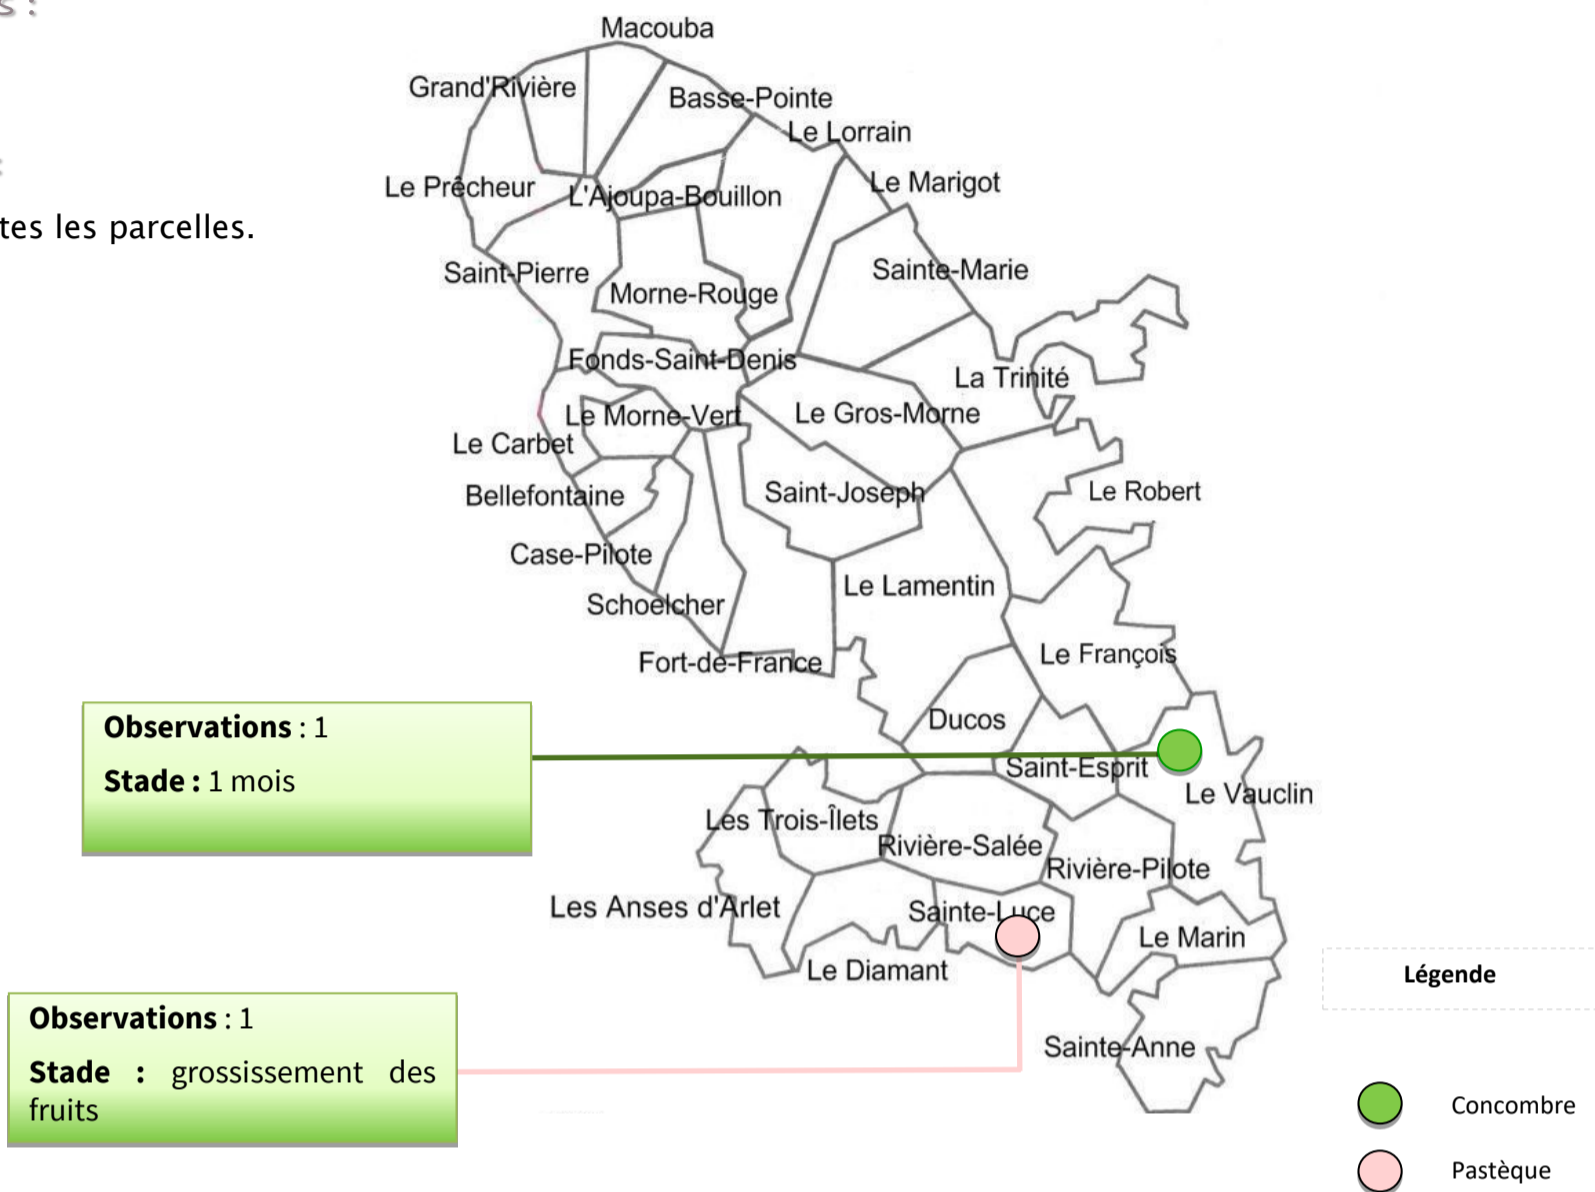 s :
:
tes les parcelles.
Macouba
Grand'Rivière
Basse-Pointe
Le Lorrain
Le Marigot
Le Prêcheur
L'Ajoupa-Bouillon
Saint-Pierre
Sainte-Marie
Morne-Rouge
Fonds-Saint-Denis
La Trinité
Le Morne-Vert
Le Gros-Morne
Le Carbet
Bellefontaine
Saint-Joseph
Le Robert
Case-Pilote
Le Lamentin
Schoelcher
Fort-de-France
Le François
Ducos
Saint-Esprit
Le Vauclin
Les Trois-Îlets
Rivière-Salée
Rivière-Pilote
Les Anses d'Arlet
Sainte-Luce
Le Marin
Le Diamant
Sainte-Anne
Observations : 1
Stade : 1 mois
Observations : 1
Stade : grossissement des
fruits
Légende
Concombre
Pastèque